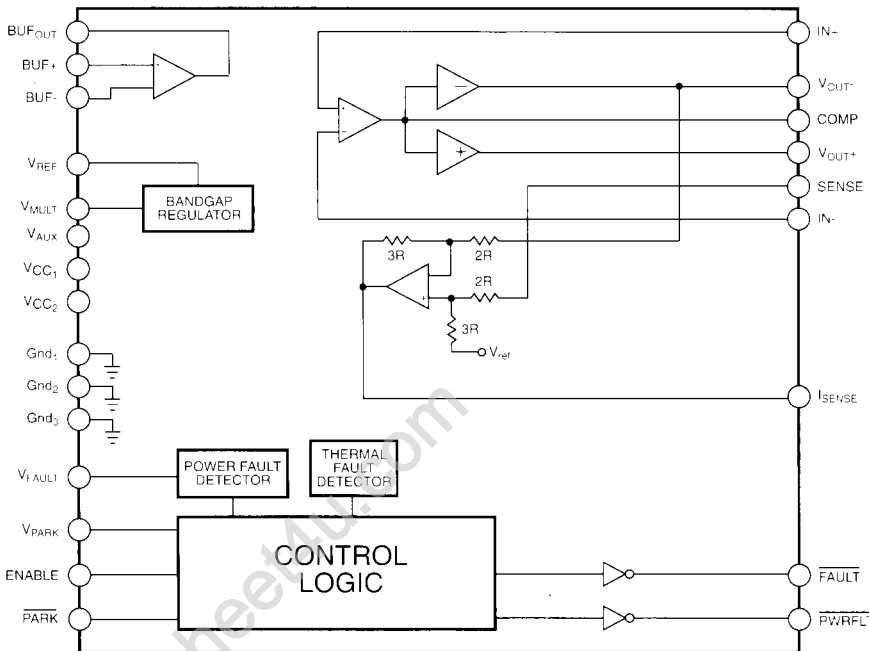 BUFOUT
BUF+
BUF-
VREF
VMULT
VAUX
VCC1
VCC2
Gnd1
Gnd2
Gnd3
VFAULT
VPARK
ENABLE
PARK
BANDGAP
REGULATOR
3R
2R
2R
3R
Vref
POWER FAULT
DETECTOR
THERMAL
FAULT
DETECTOR
CONTROL
LOGIC
IN+
VOUT-
COMP
VOUT+
SENSE
IN-
ISENSE
FAULT
PWRFLT
heet4u.com